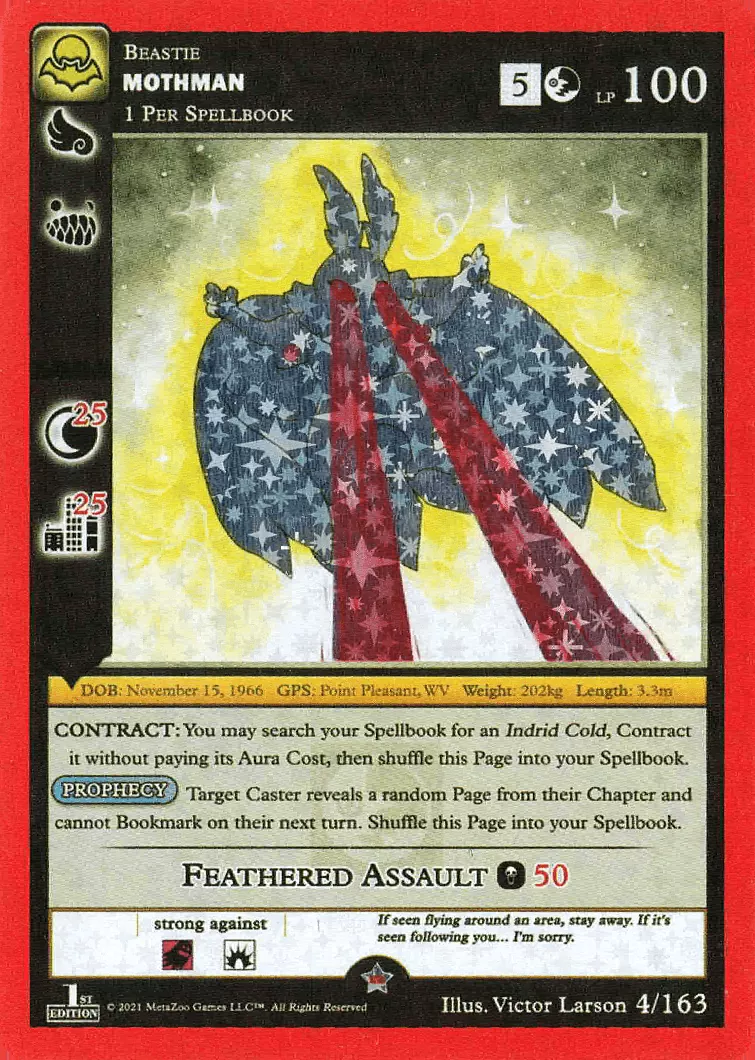 BEASTIE
MOTHMAN
1 PER SPELLBOOK
5 LP 100
25
25
DOB: November 15, 1966 GPS: Point Pleasant, WV Weight: 202kg Length: 3.3m
CONTRACT: You may search your Spellbook for an Indrid Cold, Contract
it without paying its Aura Cost, then shuffle this Page into your Spellbook.
PROPHECY Target Caster reveals a random Page from their Chapter and
cannot Bookmark on their next turn. Shuffle this Page into your Spellbook.
FEATHERED ASSAULT 50
strong against
If seen flying around an area, stay away. If it's
seen following you... I'm sorry.
1ST
EDITION
© 2021 MetaZoo Games LLC™. All Rights Reserved
Illus. Victor Larson 4/163